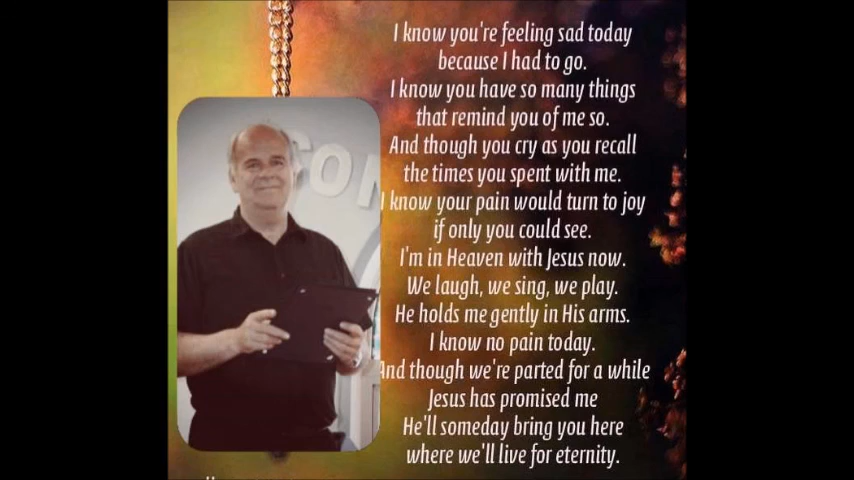 I know you're feeling sad today
because I had to go.
I know you have so many things
that remind you of me so.
And though you cry as you recall
the times you spent with me.
I know your pain would turn to joy
if only you could see.
I'm in Heaven with Jesus now.
We laugh, we sing, we play.
He holds me gently in His arms.
I know no pain today.
And though we're parted for a while
Jesus has promised me
He'll someday bring you here
where we'll live for eternity.